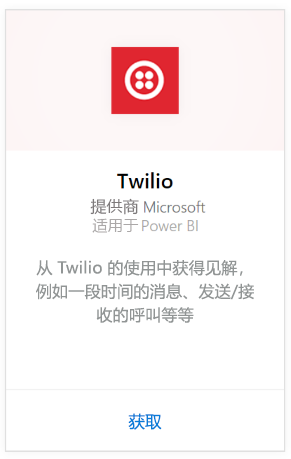 Twilio
提供商 Microsoft
适用于 Power BI
从 Twilio 的使用中获得见解，
例如一段时间的消息、发送/接
收的呼叫等等
获取